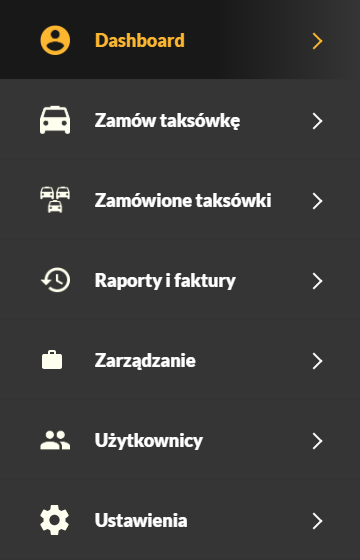 Dashboard
Zamów taksówkę
Zamówione taksówki
Raporty i faktury
Zarządzanie
Użytkownicy
Ustawienia